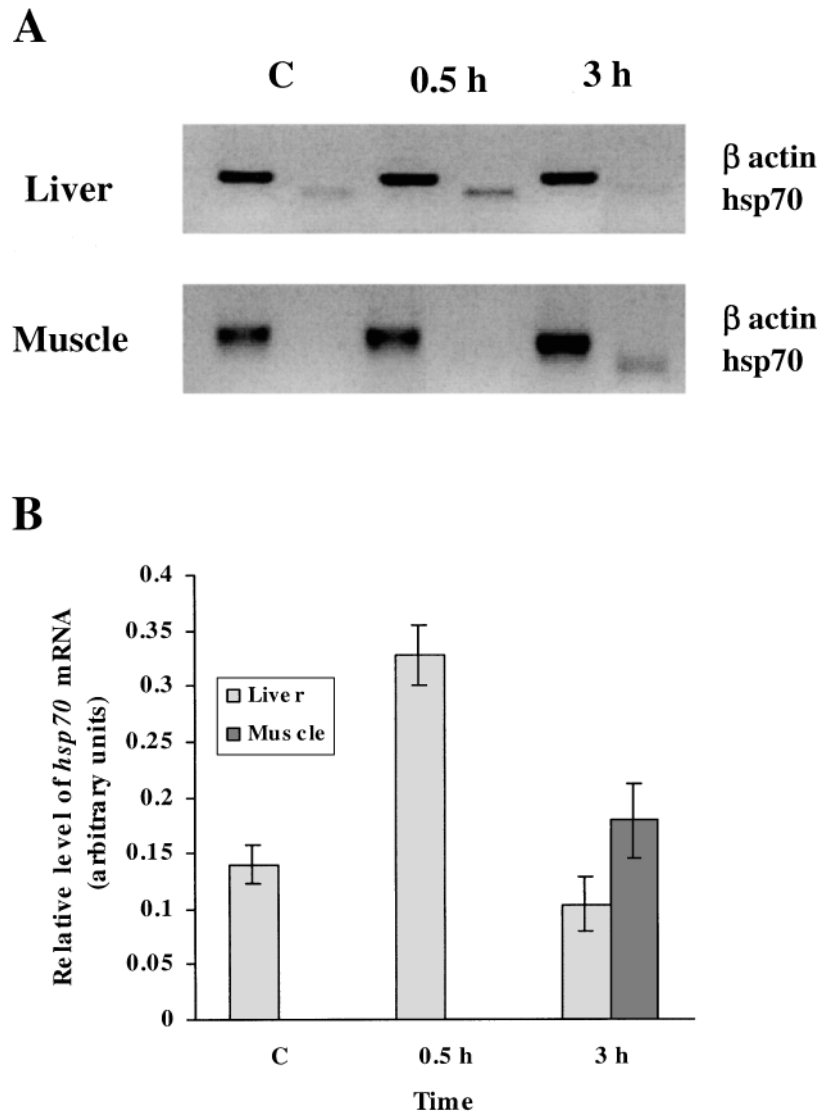 A
C 0.5 h 3 h
Liver
β actin
hsp70
Muscle
β actin
hsp70
B
Relative level of hsp70 mRNA
(arbitrary units)
0.4
0.35
0.3
0.25
0.2
0.15
0.1
0.05
0
Liver
Muscle
C 0.5 h 3 h
Time